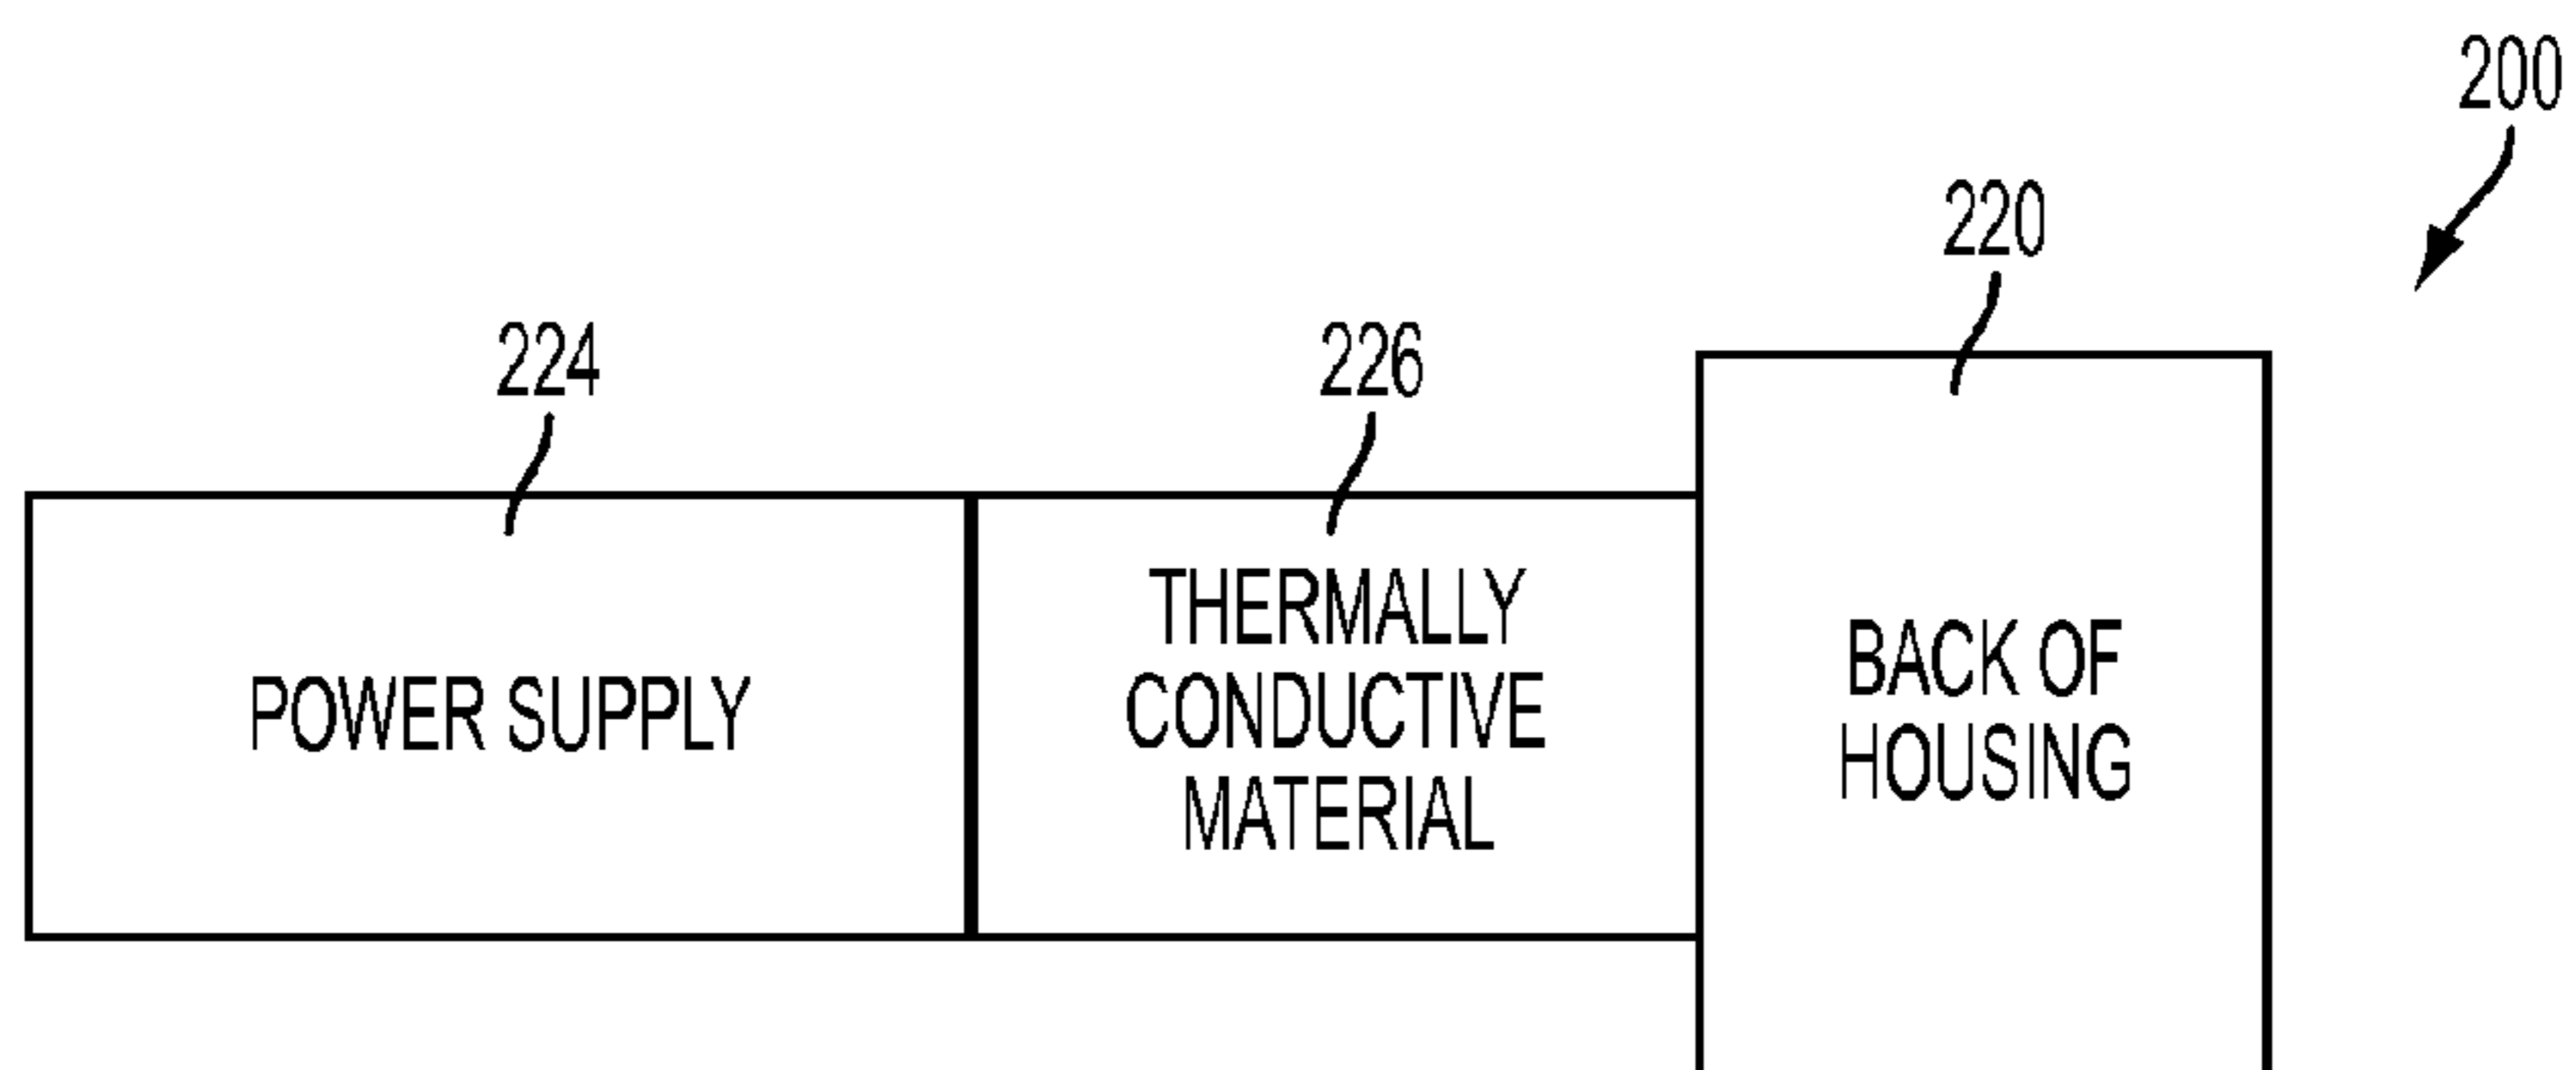 200
220
224
226
POWER SUPPLY
THERMALLY
CONDUCTIVE
MATERIAL
BACK OF
HOUSING